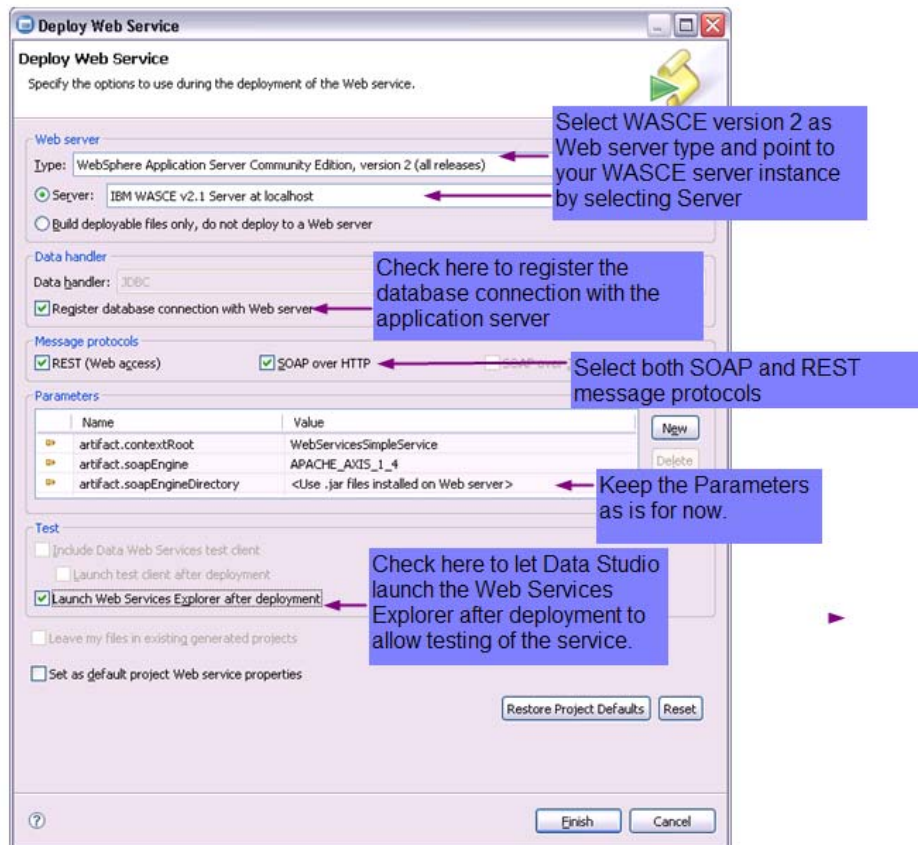 Deploy Web Service
Deploy Web Service
Specify the options to use during the deployment of the Web service.
Web server
Type: WebSphere Application Server Community Edition, version 2 (all releases)
Server: IBM WASCE v2.1 Server at localhost
Build deployable files only, do not deploy to a Web server
Select WASCE version 2 as
Web server type and point to
your WASCE server instance
by selecting Server
Data handler
Data handler: JDBC
Register database connection with Web server
Check here to register the
database connection with the
application server
Message protocols
REST (Web access) SOAP over HTTP SOAP over
Select both SOAP and REST
message protocols
Parameters
Name Value
artifact.contextRoot WebServicesSimpleService
artifact.soapEngine APACHE_AXIS_1_4
artifact.soapEngineDirectory <Use .jar files installed on Web server>
New
Delete
Keep the Parameters
as is for now.
Test
Include Data Web Services test client
Launch test client after deployment
Launch Web Services Explorer after deployment
Check here to let Data Studio
launch the Web Services
Explorer after deployment to
allow testing of the service.
Leave my files in existing generated projects
Set as default project Web service properties
Restore Project Defaults Reset
? Finish Cancel